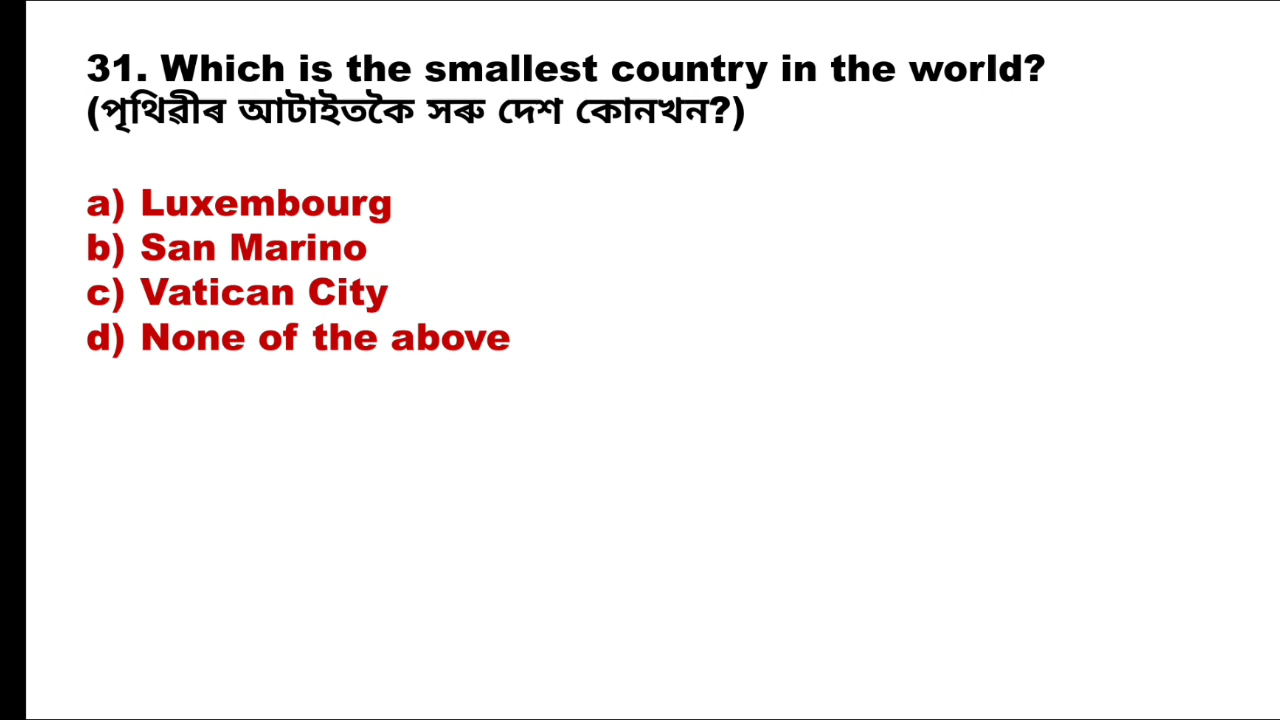 31. Which is the smallest country in the world?
(পৃথিৱীৰ আটাইতকৈ সৰু দেশ কোনখন?)
a) Luxembourg
b) San Marino
c) Vatican City
d) None of the above